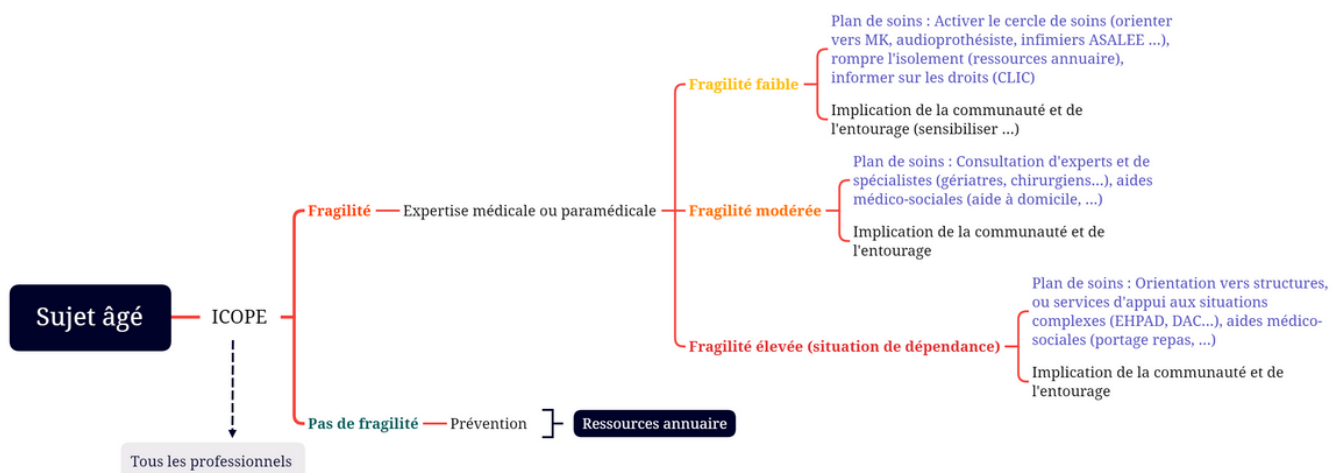 Plan de soins : Activer le cercle de soins (orienter
vers MK, audioprothésiste, infimiers ASALEE ...),
rompre l'isolement (ressources annuaire),
informer sur les droits (CLIC)
Fragilité faible
Implication de la communauté et de
l'entourage (sensibiliser ...)
Plan de soins : Consultation d'experts et de
spécialistes (gériatres, chirurgiens...), aides
médico-sociales (aide à domicile, ...)
Fragilité
Expertise médicale ou paramédicale
Fragilité modérée
Implication de la communauté et de
l'entourage
Plan de soins : Orientation vers structures,
ou services d'appui aux situations
complexes (EHPAD, DAC...), aides médico-
sociales (portage repas, ...)
Sujet âgé
ICOPE
Fragilité élevée (situation de dépendance)
Implication de la communauté et de
l'entourage
Pas de fragilité
Prévention
Ressources annuaire
Tous les professionnels